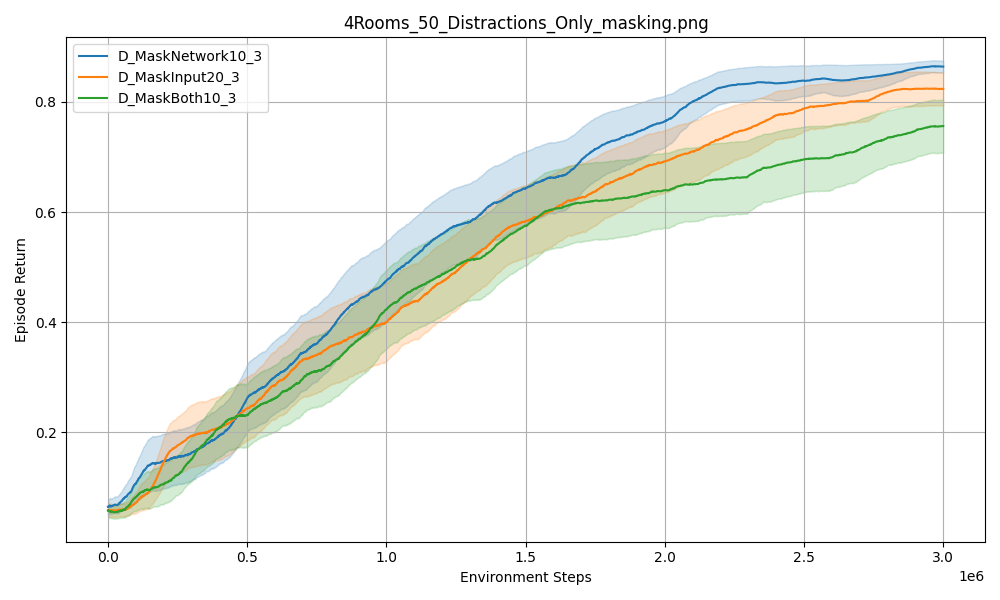 4Rooms_50_Distractions_Only_masking.png
D_MaskNetwork10_3
D_MaskInput20_3
D_MaskBoth10_3
Episode Return
0.8
0.6
0.4
0.2
0.0 0.5 1.0 1.5 2.0 2.5 3.0
1e6
Environment Steps